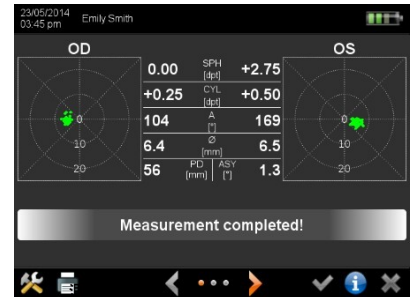 23/05/2014
03:45 pm
Emily Smith
OD
OS
0.00 SPH [dpt] +2.75
+0.25 CYL [dpt] +0.50
104 A [°] 169
6.4 Ø [mm] 6.5
56 PD [mm] ASY [°] 1.3
0
10
20
0
10
20
Measurement completed!